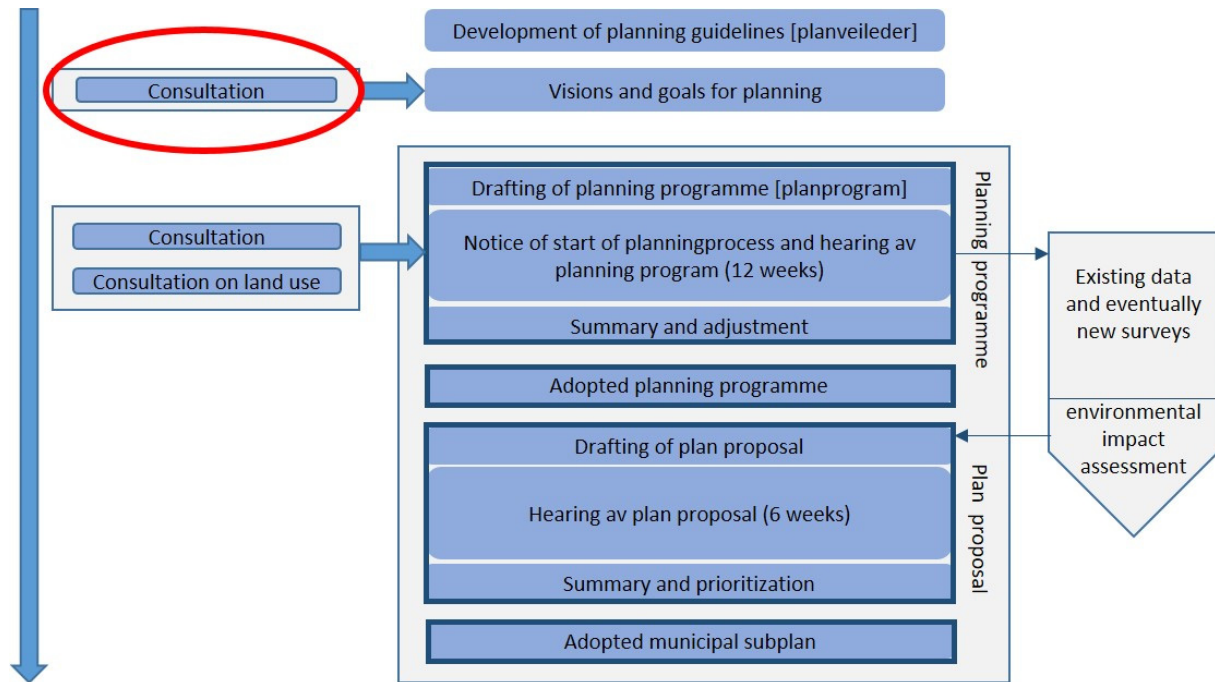 Development of planning guidelines [planveileder]
Consultation
Visions and goals for planning
Drafting of planning programme [planprogram]
Notice of start of planningprocess and hearing av
planning program (12 weeks)
Summary and adjustment
Planning programme
Consultation
Consultation on land use
Existing data
and eventually
new surveys
environmental
impact
assessment
Adopted planning programme
Drafting of plan proposal
Hearing av plan proposal (6 weeks)
Summary and prioritization
Plan proposal
Adopted municipal subplan